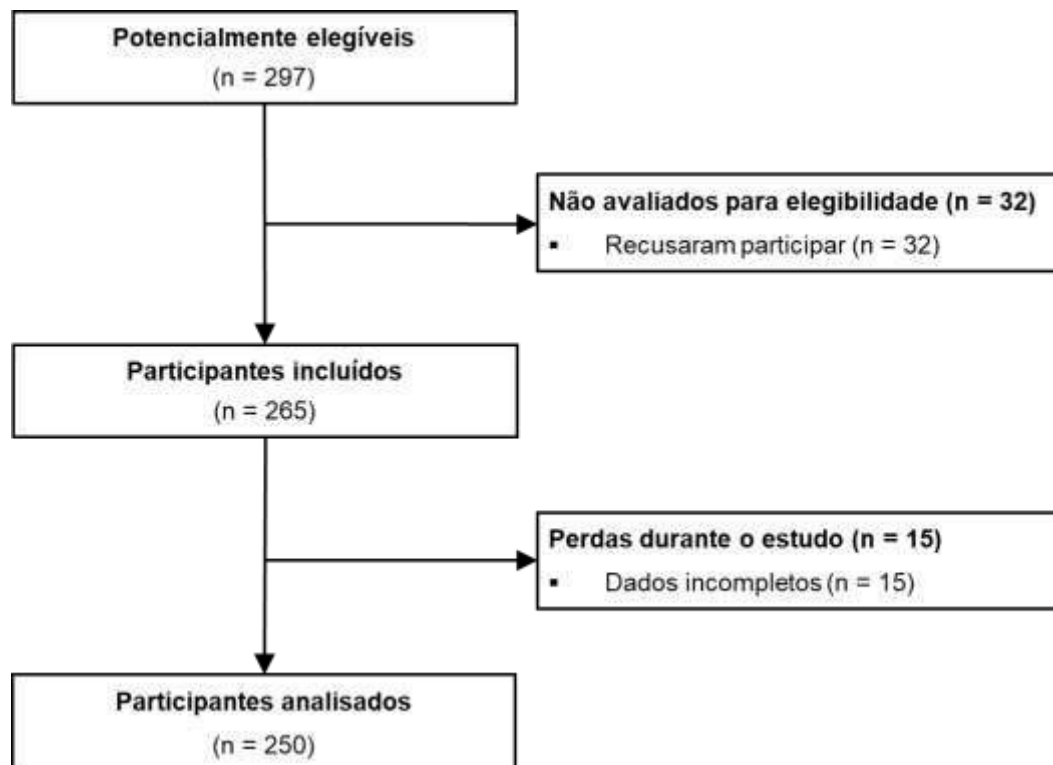 Potencialmente elegíveis
(n = 297)
Não avaliados para elegibilidade (n = 32)
▪ Recusaram participar (n = 32)
Participantes incluídos
(n = 265)
Perdas durante o estudo (n = 15)
▪ Dados incompletos (n = 15)
Participantes analisados
(n = 250)